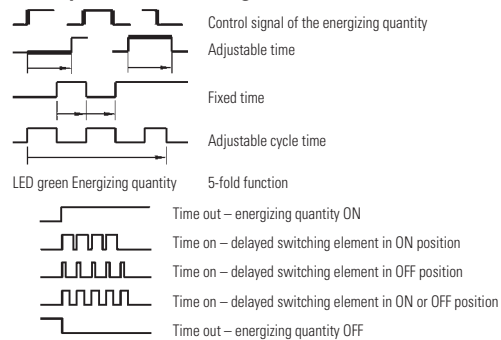 Control signal of the energizing quantity
Adjustable time
Fixed time
Adjustable cycle time
LED green Energizing quantity 5-fold function
Time out – energizing quantity ON
Time on – delayed switching element in ON position
Time on – delayed switching element in OFF position
Time on – delayed switching element in ON or OFF position
Time out – energizing quantity OFF